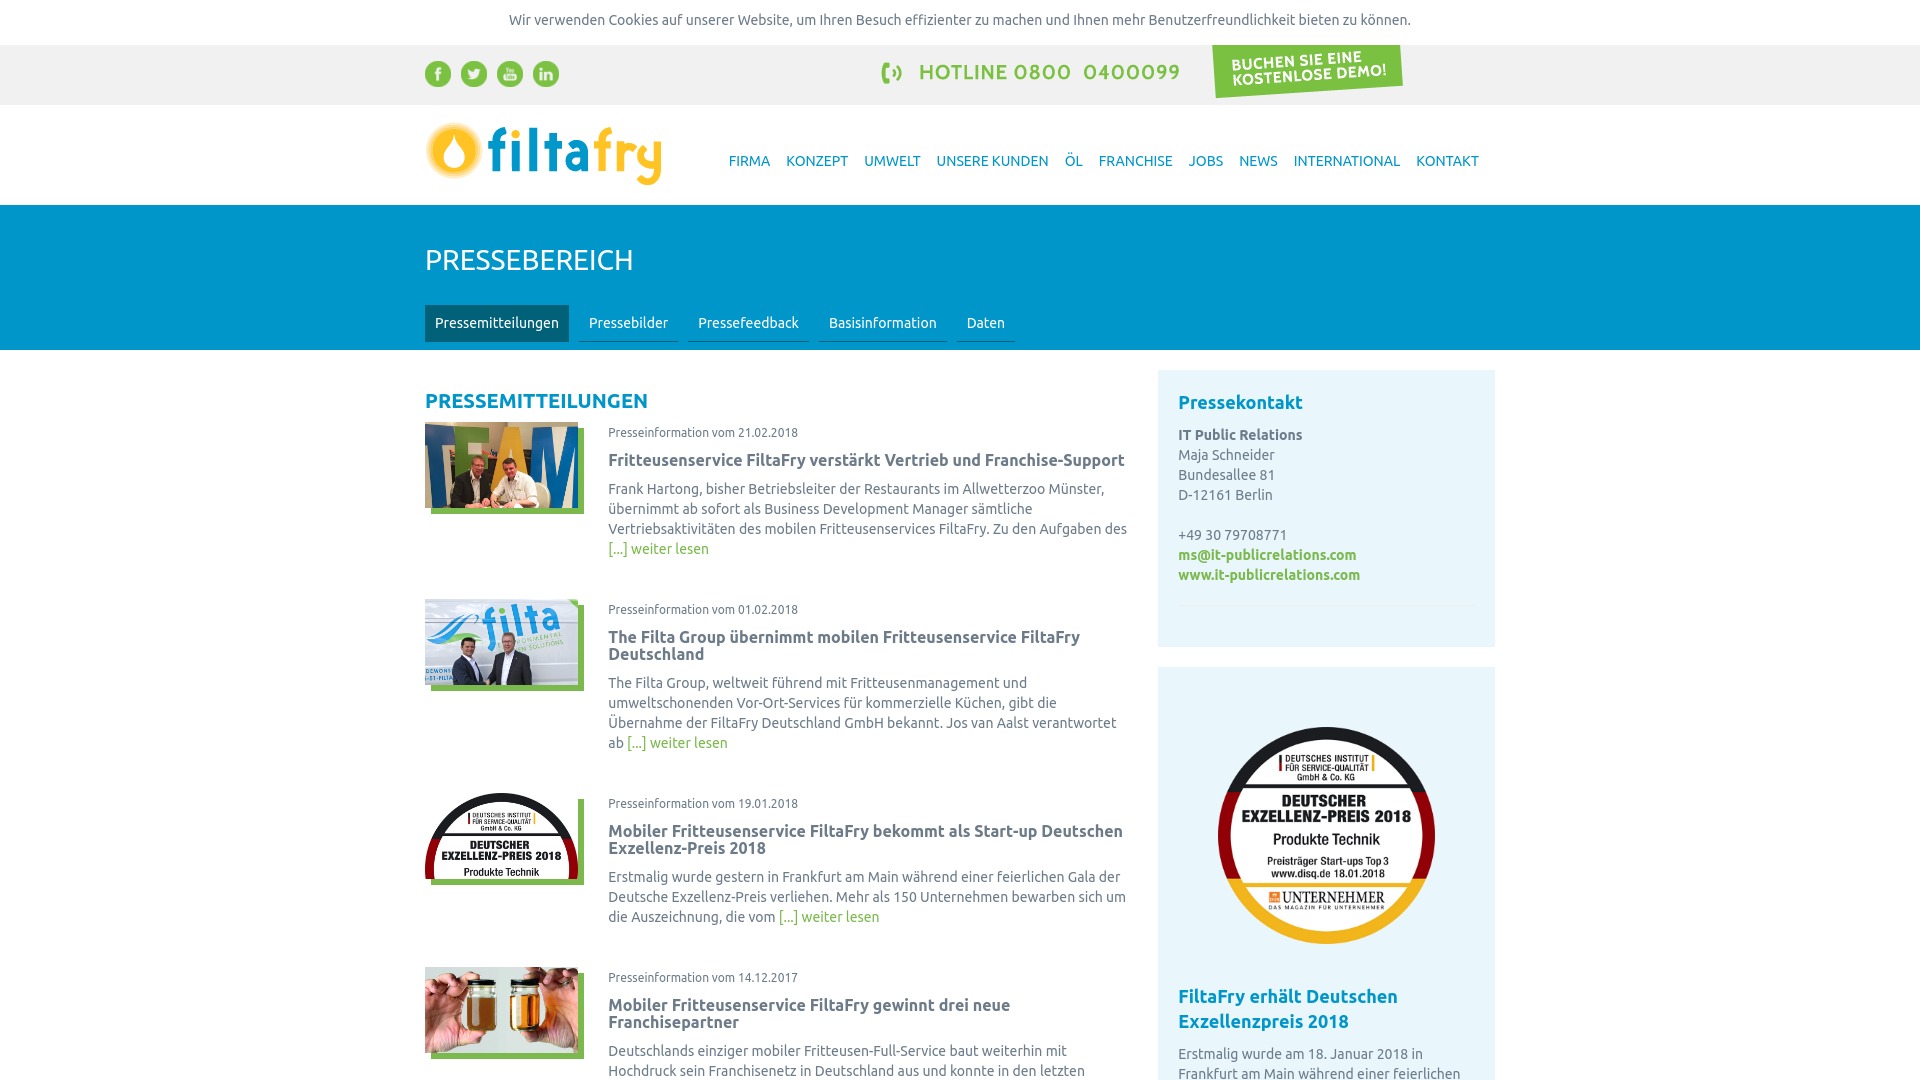 Wir verwenden Cookies auf unserer Website, um Ihren Besuch effizienter zu machen und Ihnen mehr Benutzerfreundlichkeit bieten zu können.
HOTLINE 0800 0400099
BUCHEN SIE EINE
KOSTENLOSE DEMO!
filtafry
FIRMA KONZEPT UMWELT UNSERE KUNDEN ÖL FRANCHISE JOBS NEWS INTERNATIONAL KONTAKT
PRESSEBEREICH
Pressemitteilungen Pressebilder Pressefeedback Basisinformation Daten
PRESSEMITTEILUNGEN
TEAM
Presseinformation vom 21.02.2018
Fritteusenservice FiltaFry verstärkt Vertrieb und Franchise-Support
Frank Hartong, bisher Betriebsleiter der Restaurants im Allwetterzoo Münster,
übernimmt ab sofort als Business Development Manager sämtliche
Vertriebsaktivitäten des mobilen Fritteusenservices FiltaFry. Zu den Aufgaben des
[...] weiter lesen
filta
Presseinformation vom 01.02.2018
The Filta Group übernimmt mobilen Fritteusenservice FiltaFry
Deutschland
The Filta Group, weltweit führend mit Fritteusenmanagement und
umweltschonenden Vor-Ort-Services für kommerzielle Küchen, gibt die
Übernahme der FiltaFry Deutschland GmbH bekannt. Jos van Aalst verantwortet
ab [...] weiter lesen
DEUTSCHES INSTITUT
FÜR SERVICE-QUALITÄT
GmbH & Co. KG
DEUTSCHER
EXZELLENZ-PREIS 2018
Produkte Technik
Presseinformation vom 19.01.2018
Mobiler Fritteusenservice FiltaFry bekommt als Start-up Deutschen
Exzellenz-Preis 2018
Erstmalig wurde gestern in Frankfurt am Main während einer feierlichen Gala der
Deutsche Exzellenz-Preis verliehen. Mehr als 150 Unternehmen bewarben sich um
die Auszeichnung, die vom [...] weiter lesen
Presseinformation vom 14.12.2017
Mobiler Fritteusenservice FiltaFry gewinnt drei neue
Franchisepartner
Deutschlands einziger mobiler Fritteusen-Full-Service baut weiterhin mit
Hochdruck sein Franchisenetz in Deutschland aus und konnte in den letzten
Pressekontakt
IT Public Relations
Maja Schneider
Bundesallee 81
D-12161 Berlin
+49 30 79708771
ms@it-publicrelations.com
www.it-publicrelations.com
DEUTSCHES INSTITUT
FÜR SERVICE-QUALITÄT
GmbH & Co. KG
DEUTSCHER
EXZELLENZ-PREIS 2018
Produkte Technik
Preisträger Start-ups Top 3
www.disq.de 18.01.2018
UNTERNEHMER
DAS MAGAZIN FÜR UNTERNEHMER
FiltaFry erhält Deutschen
Exzellenzpreis 2018
Erstmalig wurde am 18. Januar 2018 in
Frankfurt am Main während einer feierlichen